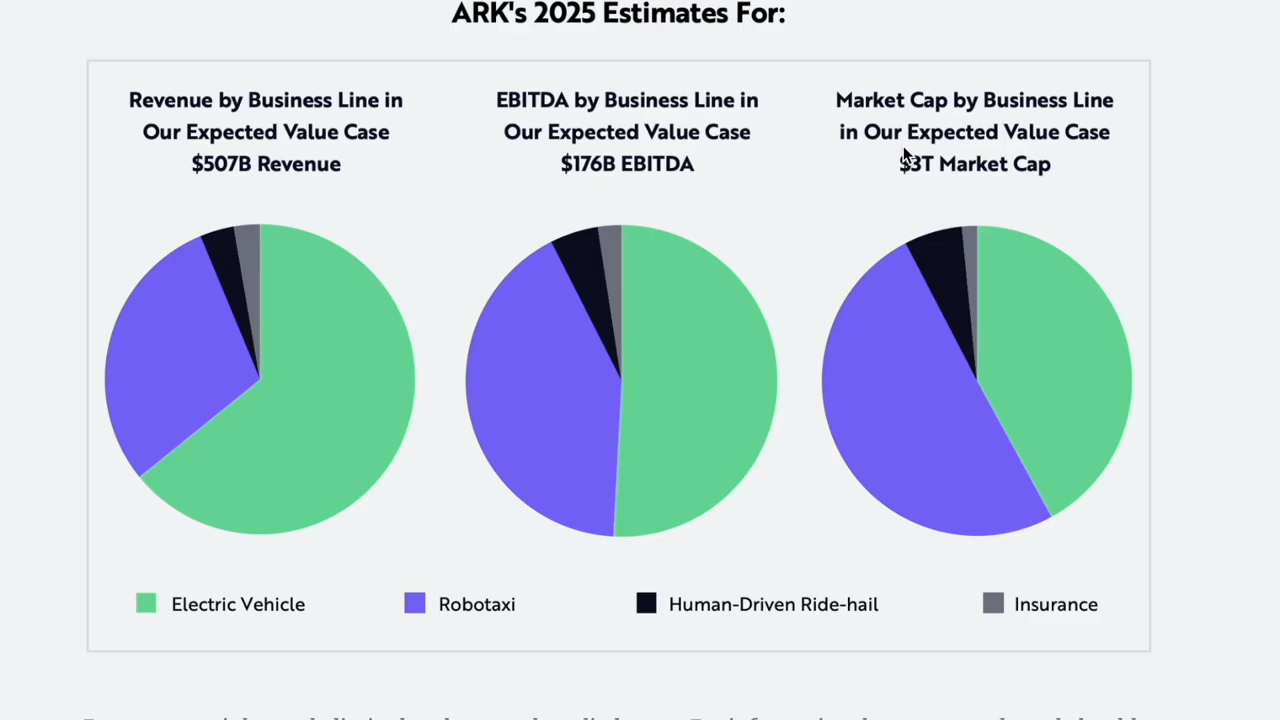 ARK's 2025 Estimates For:
Revenue by Business Line in
Our Expected Value Case
$507B Revenue
EBITDA by Business Line in
Our Expected Value Case
$176B EBITDA
Market Cap by Business Line
in Our Expected Value Case
$3T Market Cap
Electric Vehicle
Robotaxi
Human-Driven Ride-hail
Insurance